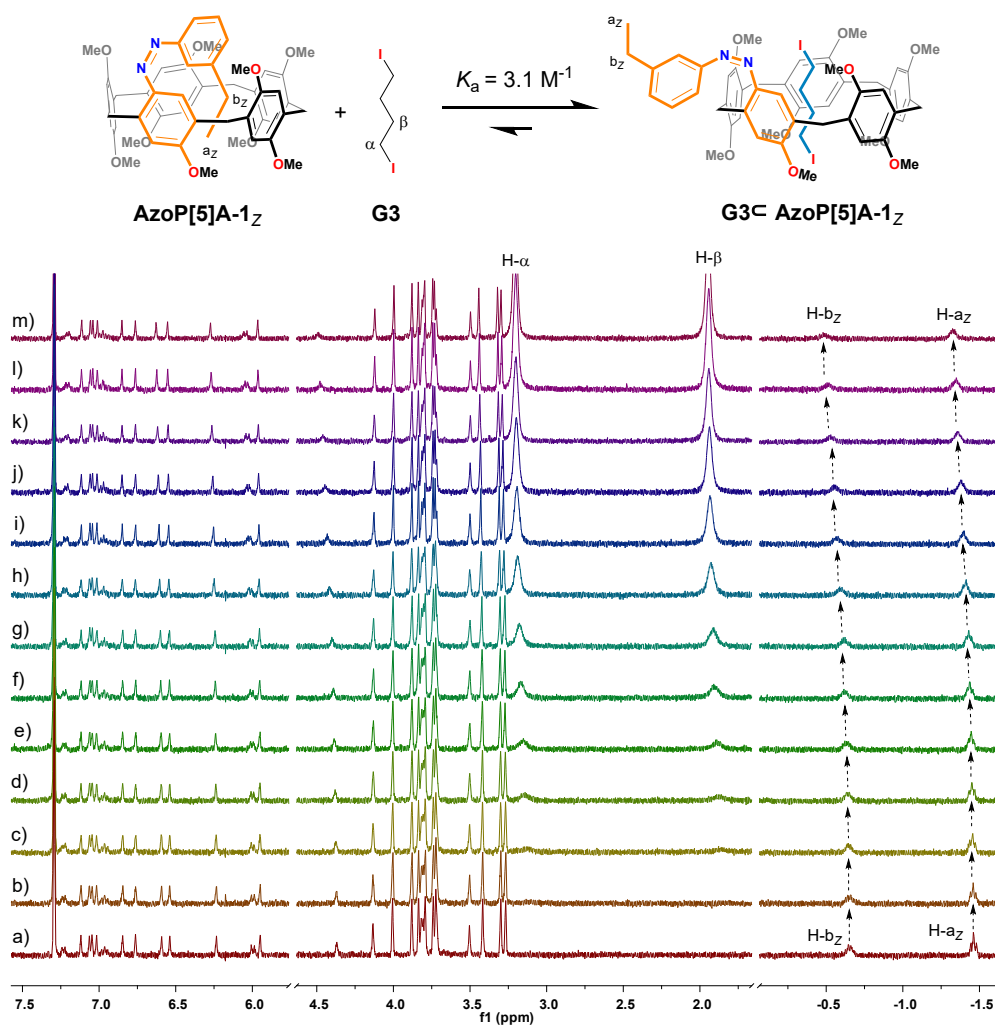 a_Z
MeO
MeO
N
N
OMe
MeO
OMe
b_Z
MeO
OMe
MeO
a_Z
OMe
OMe
+
I
β
α
I
K_a = 3.1 M⁻¹
b_Z
N
N
OMe
MeO
I
OMe
MeO
OMe
MeO
MeO
I
OMe
OMe
OMe
AzoP[5]A-1_Z
G3
G3⊂ AzoP[5]A-1_Z
H-α
H-β
H-b_Z
H-a_Z
m)
l)
k)
j)
i)
h)
g)
f)
e)
d)
c)
b)
a)
H-b_Z
H-a_Z
7.5 7.0 6.5 6.0 4.5 4.0 3.5 3.0 2.5 2.0 -0.5 -1.0 -1.5
f1 (ppm)